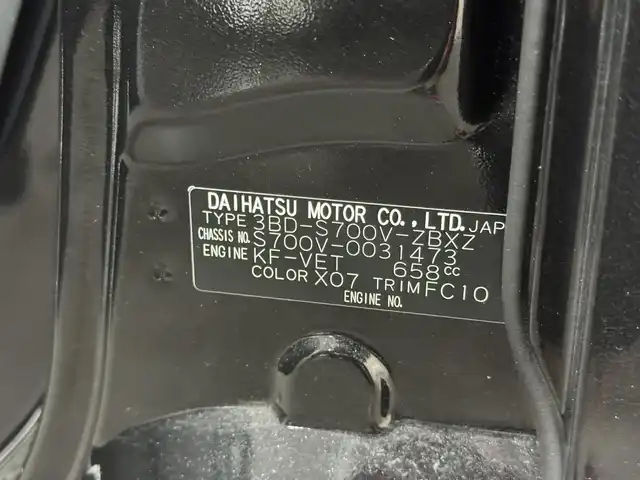 DAIHATSU MOTOR CO., LTD. JAP
TYPE 3BD-S700V-ZBXZ
CHASSIS NO. S700V-0031473
ENGINE KF-VET 658cc
COLOR X07 TRIM FC10
ENGINE NO.